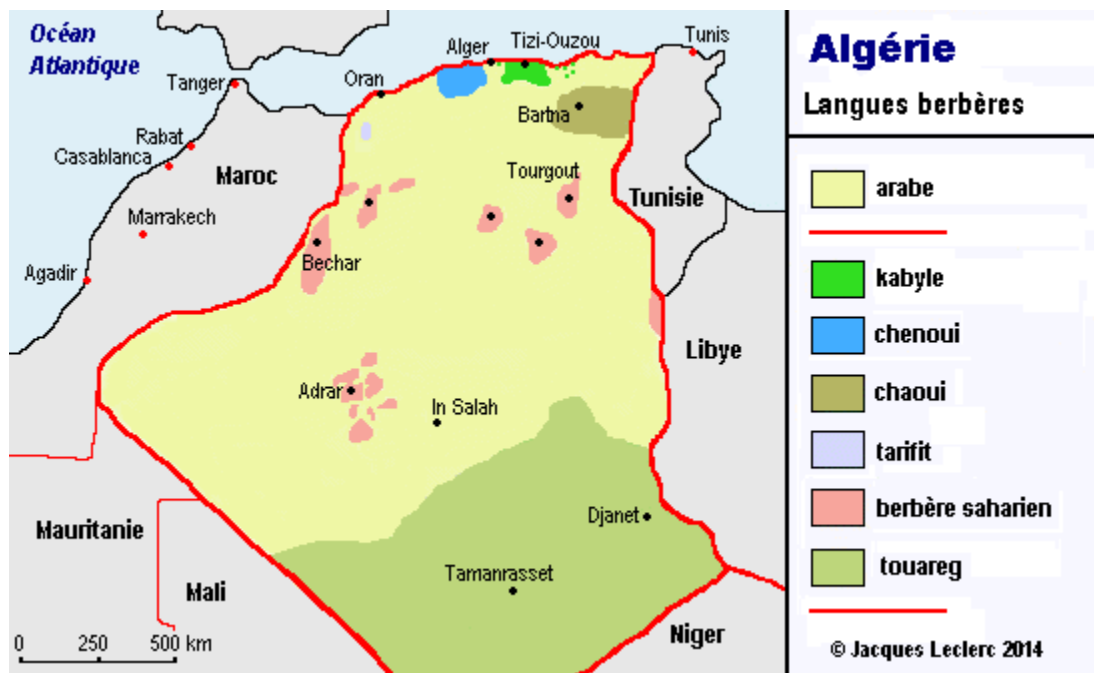 Océan
Atlantique
Tanger
Rabat
Casablanca
Marrakech
Agadir
Maroc
Oran
Alger
Tizi-Ouzou
Tunis
Bartna
Tourgout
Tunisie
Bechar
Libye
Adrar
In Salah
Djanet
Mauritanie
Tamanrasset
Mali
Niger
0 250 500 km
Algérie
Langues berbères
arabe
kabyle
chenoui
chaoui
tarifit
berbère saharien
touareg
© Jacques Leclerc 2014